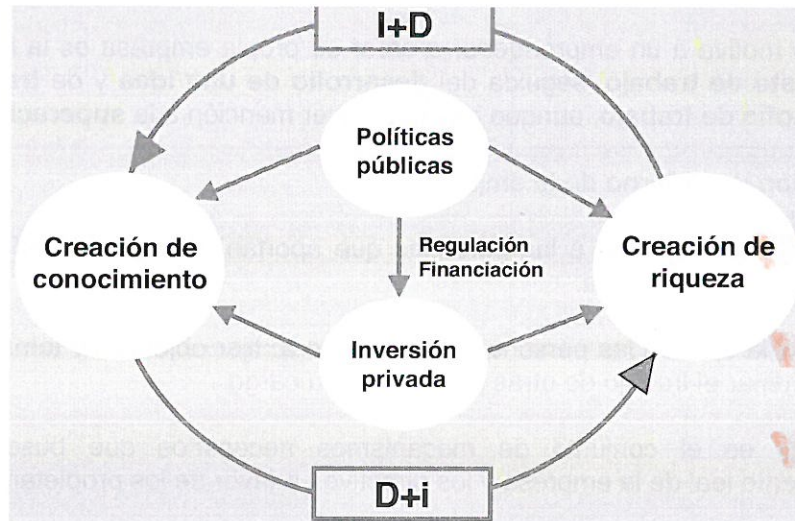 I+D
Políticas
públicas
Creación de
conocimiento
Regulación
Financiación
Creación de
riqueza
Inversión
privada
D+i